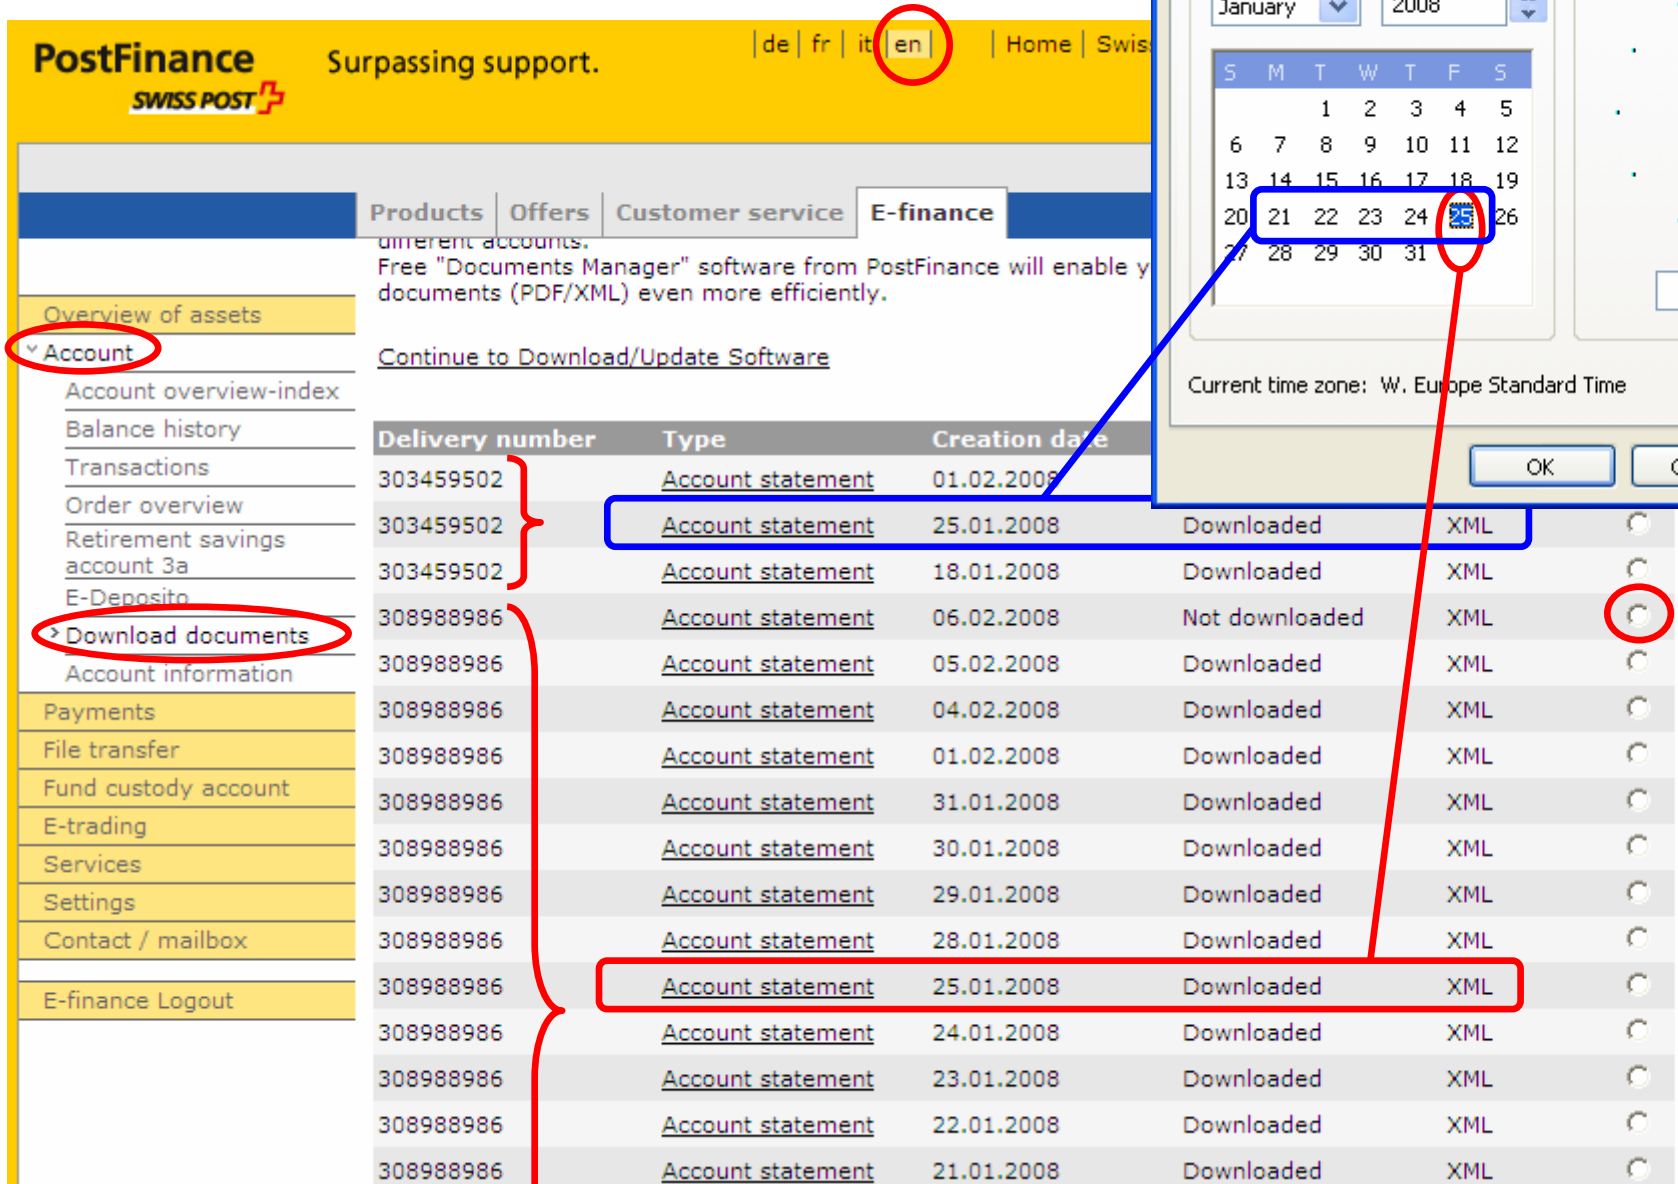 PostFinance
SWISS POST
Surpassing support.
de | fr | it | en | | Home |
January 2008
S M T W T F S
1 2 3 4 5
6 7 8 9 10 11 12
13 14 15 16 17 18 19
20 21 22 23 24 25 26
27 28 29 30 31
Current time zone: W. Europe Standard Time
OK
Products Offers Customer service E-finance
different accounts.
Free "Documents Manager" software from PostFinance will enable
documents (PDF/XML) even more efficiently.
Continue to Download/Update Software
Overview of assets
Account
Account overview-index
Balance history
Transactions
Order overview
Retirement savings
account 3a
E-Deposito
Download documents
Account information
Payments
File transfer
Fund custody account
E-trading
Services
Settings
Contact / mailbox
E-finance Logout
Delivery number Type Creation date
303459502 Account statement 01.02.2008
303459502 Account statement 25.01.2008 Downloaded XML
303459502 Account statement 18.01.2008 Downloaded XML
308988986 Account statement 06.02.2008 Not downloaded XML
308988986 Account statement 05.02.2008 Downloaded XML
308988986 Account statement 04.02.2008 Downloaded XML
308988986 Account statement 01.02.2008 Downloaded XML
308988986 Account statement 31.01.2008 Downloaded XML
308988986 Account statement 30.01.2008 Downloaded XML
308988986 Account statement 29.01.2008 Downloaded XML
308988986 Account statement 28.01.2008 Downloaded XML
308988986 Account statement 25.01.2008 Downloaded XML
308988986 Account statement 24.01.2008 Downloaded XML
308988986 Account statement 23.01.2008 Downloaded XML
308988986 Account statement 22.01.2008 Downloaded XML
308988986 Account statement 21.01.2008 Downloaded XML